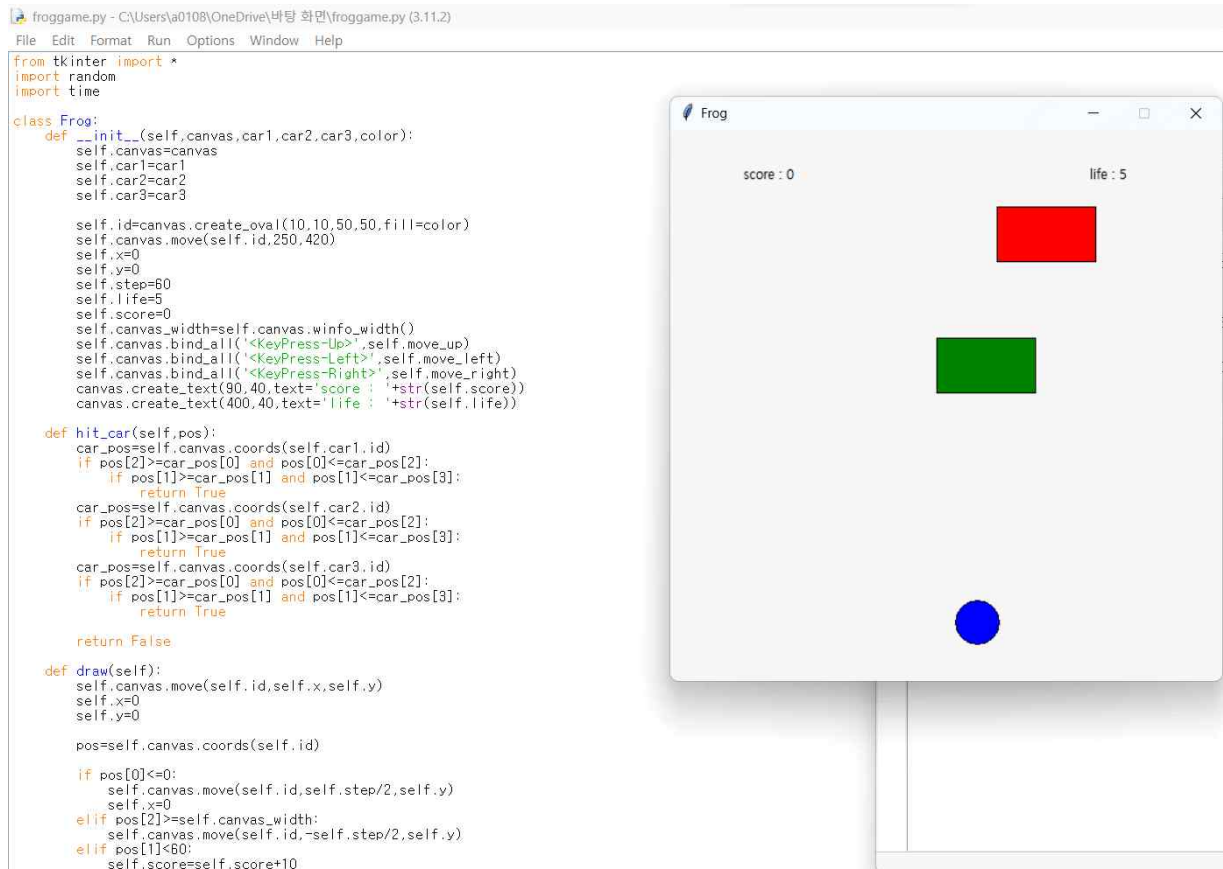 froggame.py - C:\Users\a0108\OneDrive\바탕 화면\froggame.py (3.11.2)
File Edit Format Run Options Window Help
from tkinter import *
import random
import time
class Frog:
    def __init__(self,canvas,car1,car2,car3,color):
        self.canvas=canvas
        self.car1=car1
        self.car2=car2
        self.car3=car3
        self.id=canvas.create_oval(10,10,50,50,fill=color)
        self.canvas.move(self.id,250,420)
        self.x=0
        self.y=0
        self.step=60
        self.life=5
        self.score=0
        self.canvas_width=self.canvas.winfo_width()
        self.canvas.bind_all('<KeyPress-Up>',self.move_up)
        self.canvas.bind_all('<KeyPress-Left>',self.move_left)
        self.canvas.bind_all('<KeyPress-Right>',self.move_right)
        canvas.create_text(90,40,text='score : '+str(self.score))
        canvas.create_text(400,40,text='life : '+str(self.life))
    def hit_car(self,pos):
        car_pos=self.canvas.coords(self.car1.id)
        if pos[2]>=car_pos[0] and pos[0]<=car_pos[2]:
            if pos[1]>=car_pos[1] and pos[1]<=car_pos[3]:
                return True
        car_pos=self.canvas.coords(self.car2.id)
        if pos[2]>=car_pos[0] and pos[0]<=car_pos[2]:
            if pos[1]>=car_pos[1] and pos[1]<=car_pos[3]:
                return True
        car_pos=self.canvas.coords(self.car3.id)
        if pos[2]>=car_pos[0] and pos[0]<=car_pos[2]:
            if pos[1]>=car_pos[1] and pos[1]<=car_pos[3]:
                return True
        return False
    def draw(self):
        self.canvas.move(self.id,self.x,self.y)
        self.x=0
        self.y=0
        pos=self.canvas.coords(self.id)
        if pos[0]<=0:
            self.canvas.move(self.id,self.step/2,self.y)
            self.x=0
        elif pos[2]>=self.canvas_width:
            self.canvas.move(self.id,-self.step/2,self.y)
        elif pos[1]<60:
            self.score=self.score+10
Frog
score : 0
life : 5